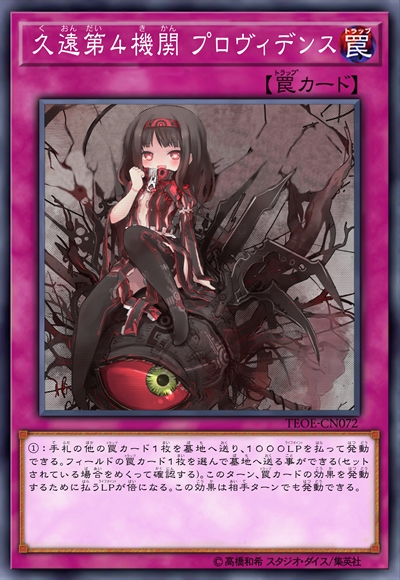 久遠第4機関 プロヴィデンス 罠
【罠カード】
TEOE-CN072
①：手札の他の罠カード1枚を墓地へ送り、1000LPを払って発動
できる。フィールドの罠カード1枚を選んで墓地へ送る事ができる(セット
されている場合をめくって確認する)。このターン、罠カードの効果を発動
するために払うLPが倍になる。この効果は相手ターンでも発動できる。
©高橋和希 スタジオ・ダイス/集英社